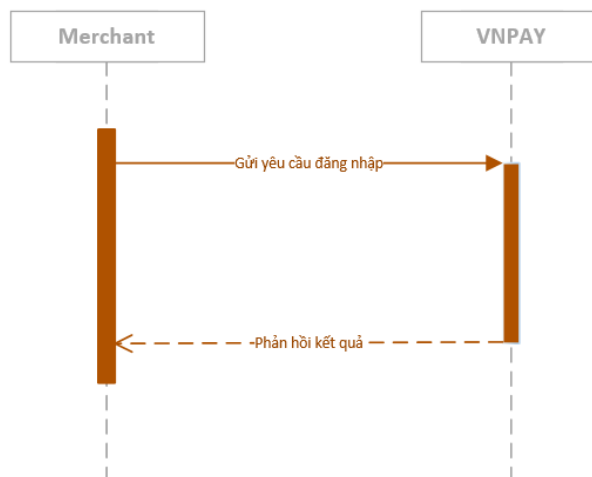 Merchant
VNPAY
Gửi yêu cầu đăng nhập
Phản hồi kết quả